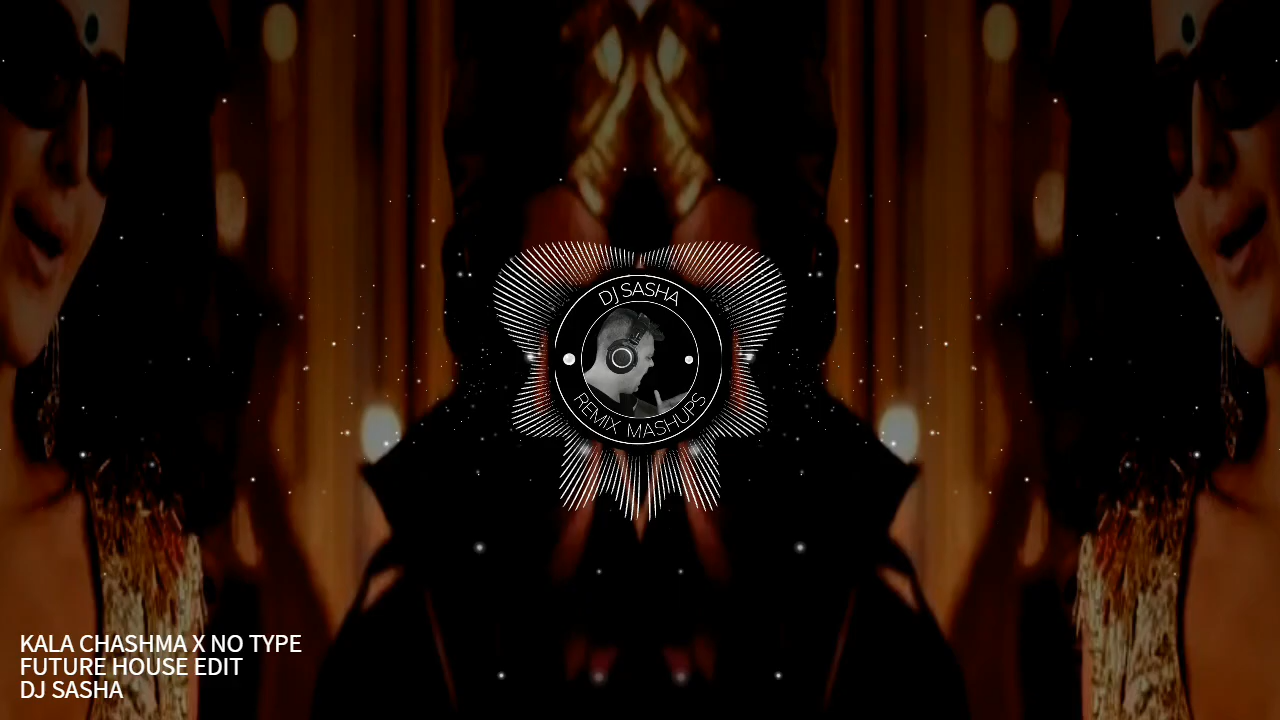 DJ SASHA
REMIX MASHUPS
KALA CHASHMA X NO TYPE
FUTURE HOUSE EDIT
DJ SASHA